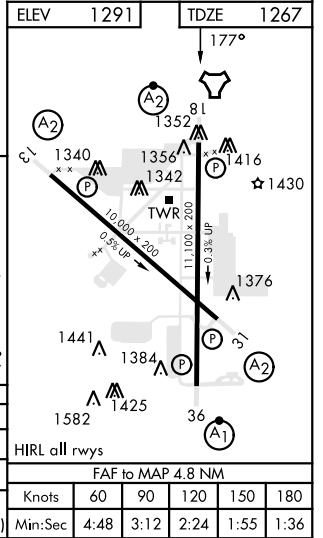 ELEV 1291 TDZE 1267
177°
A2
A2
13
1352
18
1340
1356
P
1416
P
1342
1430
TWR
10,000 x 200
0.5% UP
11,100 x 200
0.3% UP
1376
1441
31
P
1384
P
A2
1582
1425
36
A1
HIRL all rwys
FAF to MAP 4.8 NM
Knots 60 90 120 150 180
Min:Sec 4:48 3:12 2:24 1:55 1:36